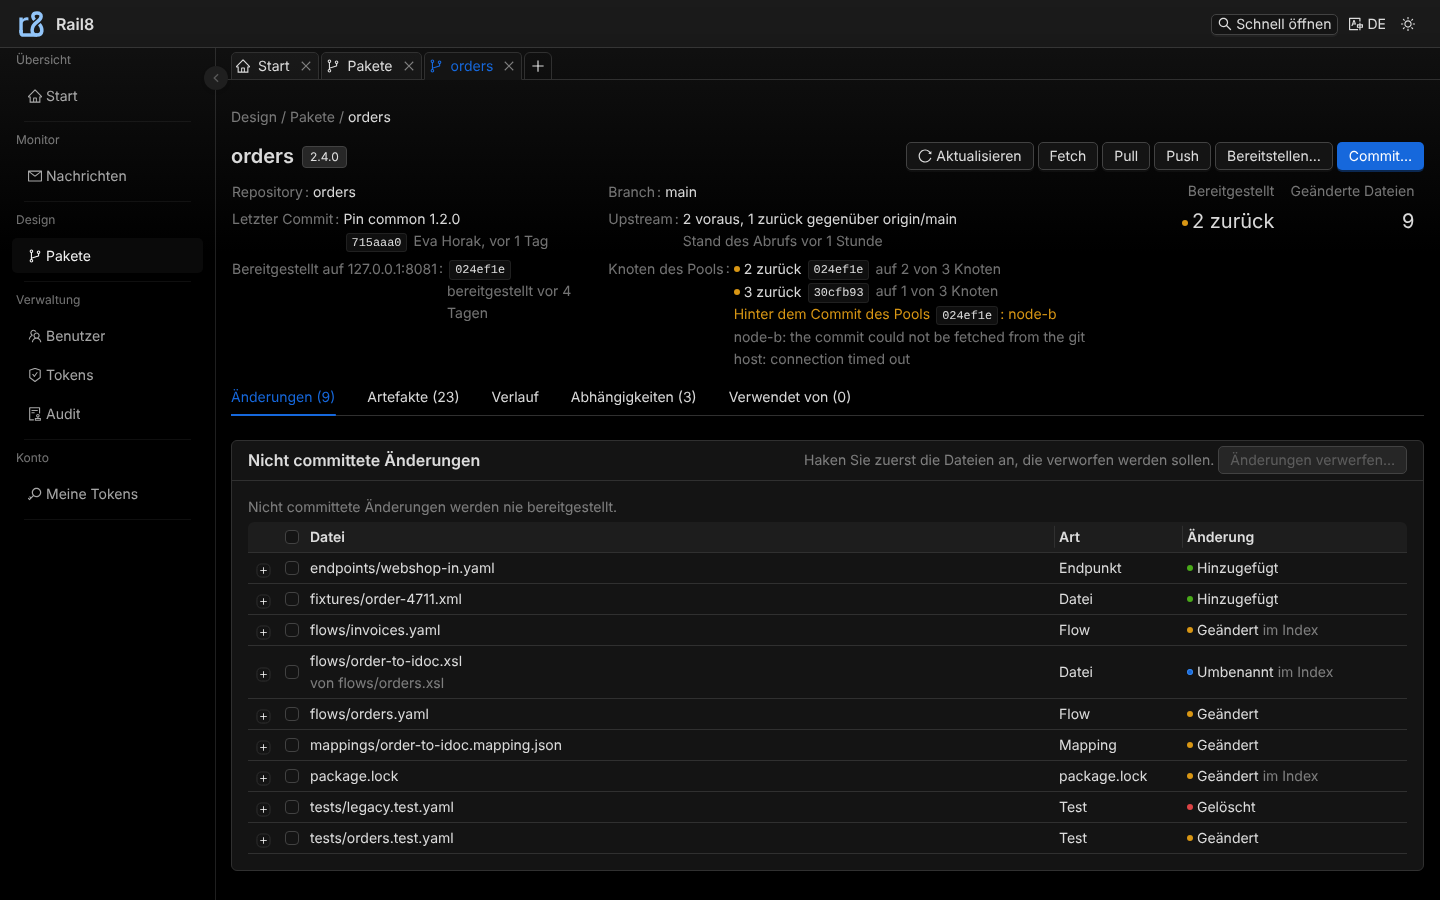 Rail8
Schnell öffnen
DE
Übersicht
Start
Monitor
Nachrichten
Design
Pakete
Verwaltung
Benutzer
Tokens
Audit
Konto
Meine Tokens
Start
Pakete
orders
Design / Pakete / orders
orders 2.4.0
Aktualisieren
Fetch
Pull
Push
Bereitstellen...
Commit...
Repository: orders
Branch: main
Bereitgestellt
2 zurück
Geänderte Dateien
9
Letzter Commit: Pin common 1.2.0
715aaa0 Eva Horak, vor 1 Tag
Upstream: 2 voraus, 1 zurück gegenüber origin/main
Stand des Abrufs vor 1 Stunde
Bereitgestellt auf 127.0.0.1:8081: 024ef1e
bereitgestellt vor 4
Tagen
Knoten des Pools: 2 zurück 024ef1e auf 2 von 3 Knoten
3 zurück 30cfb93 auf 1 von 3 Knoten
Hinter dem Commit des Pools 024ef1e : node-b
node-b: the commit could not be fetched from the git
host: connection timed out
Änderungen (9)
Artefakte (23)
Verlauf
Abhängigkeiten (3)
Verwendet von (0)
Nicht committete Änderungen
Haken Sie zuerst die Dateien an, die verworfen werden sollen.
Änderungen verwerfen...
Nicht committete Änderungen werden nie bereitgestellt.
Datei Art Änderung
endpoints/webshop-in.yaml Endpunkt Hinzugefügt
fixtures/order-4711.xml Datei Hinzugefügt
flows/invoices.yaml Flow Geändert im Index
flows/order-to-idoc.xsl
von flows/orders.xsl
Datei Umbenannt im Index
flows/orders.yaml Flow Geändert
mappings/order-to-idoc.mapping.json Mapping Geändert
package.lock package.lock Geändert im Index
tests/legacy.test.yaml Test Gelöscht
tests/orders.test.yaml Test Geändert